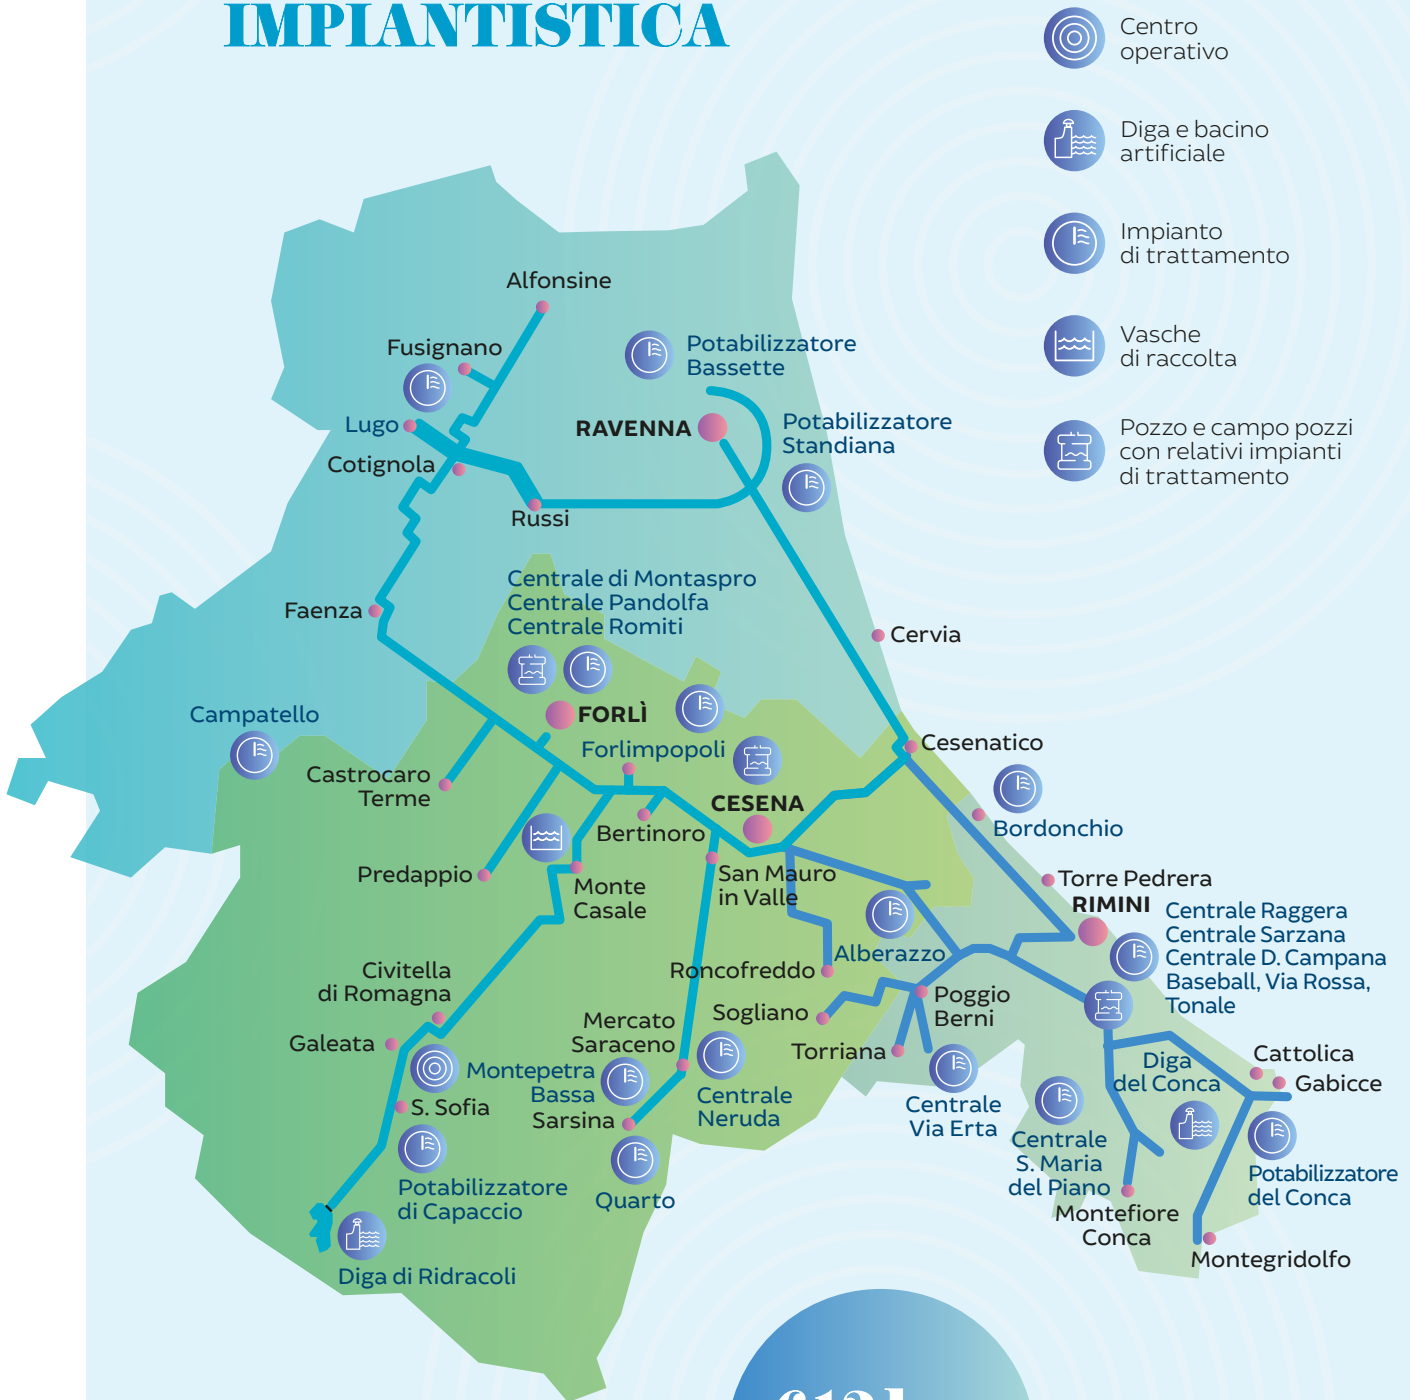 IMPIANTISTICA
Centro
operativo
Diga e bacino
artificiale
Impianto
di trattamento
Vasche
di raccolta
Pozzo e campo pozzi
con relativi impianti
di trattamento
Alfonsine
Fusignano
Potabilizzatore
Bassette
Lugo
RAVENNA
Potabilizzatore
Standiana
Cotignola
Russi
Centrale di Montaspro
Centrale Pandolfa
Centrale Romiti
Faenza
Cervia
Campatello
FORLÌ
Forlimpopoli
Cesenatico
Castrocaro
Terme
CESENA
Bertinoro
Bordonchio
Predappio
Monte
Casale
San Mauro
in Valle
Torre Pedrera
RIMINI
Centrale Raggera
Centrale Sarzana
Centrale D. Campana
Baseball, Via Rossa,
Tonale
Alberazzo
Roncofreddo
Civitella
di Romagna
Sogliano
Poggio
Berni
Galeata
Mercato
Saraceno
Torriana
Montepetra
Bassa
Centrale
Neruda
Diga
del Conca
Cattolica
Gabicce
S. Sofia
Sarsina
Centrale
Via Erta
Centrale
S. Maria
del Piano
Potabilizzatore
di Capaccio
Quarto
Potabilizzatore
del Conca
Montefiore
Conca
Montegridolfo
Diga di Ridracoli